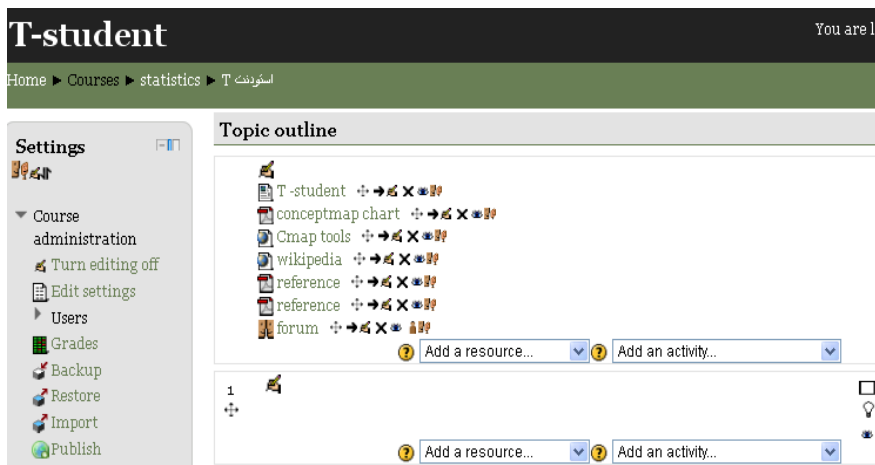 T-student
You are l
Home ► Courses ► statistics ► T استودنت
Settings
Course
administration
Turn editing off
Edit settings
Users
Grades
Backup
Restore
Import
Publish
Topic outline
T -student
conceptmap chart
Cmap tools
wikipedia
reference
reference
forum
Add a resource... Add an activity...
1
Add a resource... Add an activity...